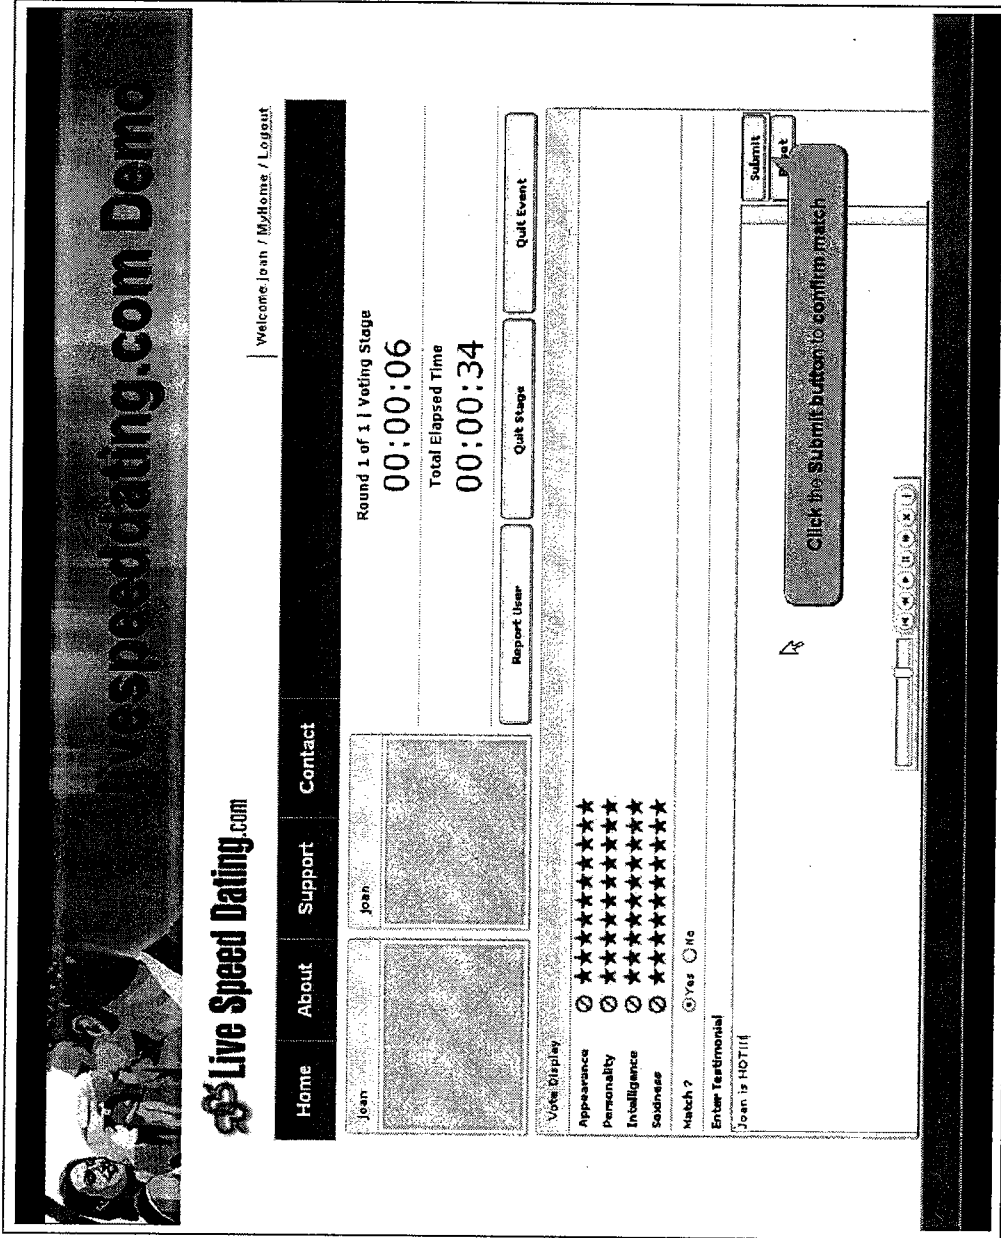 livespeeddating.com Demo
Live Speed Dating.com
Welcome Joan / MyHome / Logout
Home About Support Contact
Joan
Joan
Round 1 of 1 | Voting Stage
00:00:06
Total Elapsed Time
00:00:34
Report User Quit Stage Quit Event
Vote Display
Appearance
Personality
Intelligence
Sexiness
Match ? Yes No
Enter Testimonial
Joan is HOT!!!
Submit
Click the Submit button to confirm match